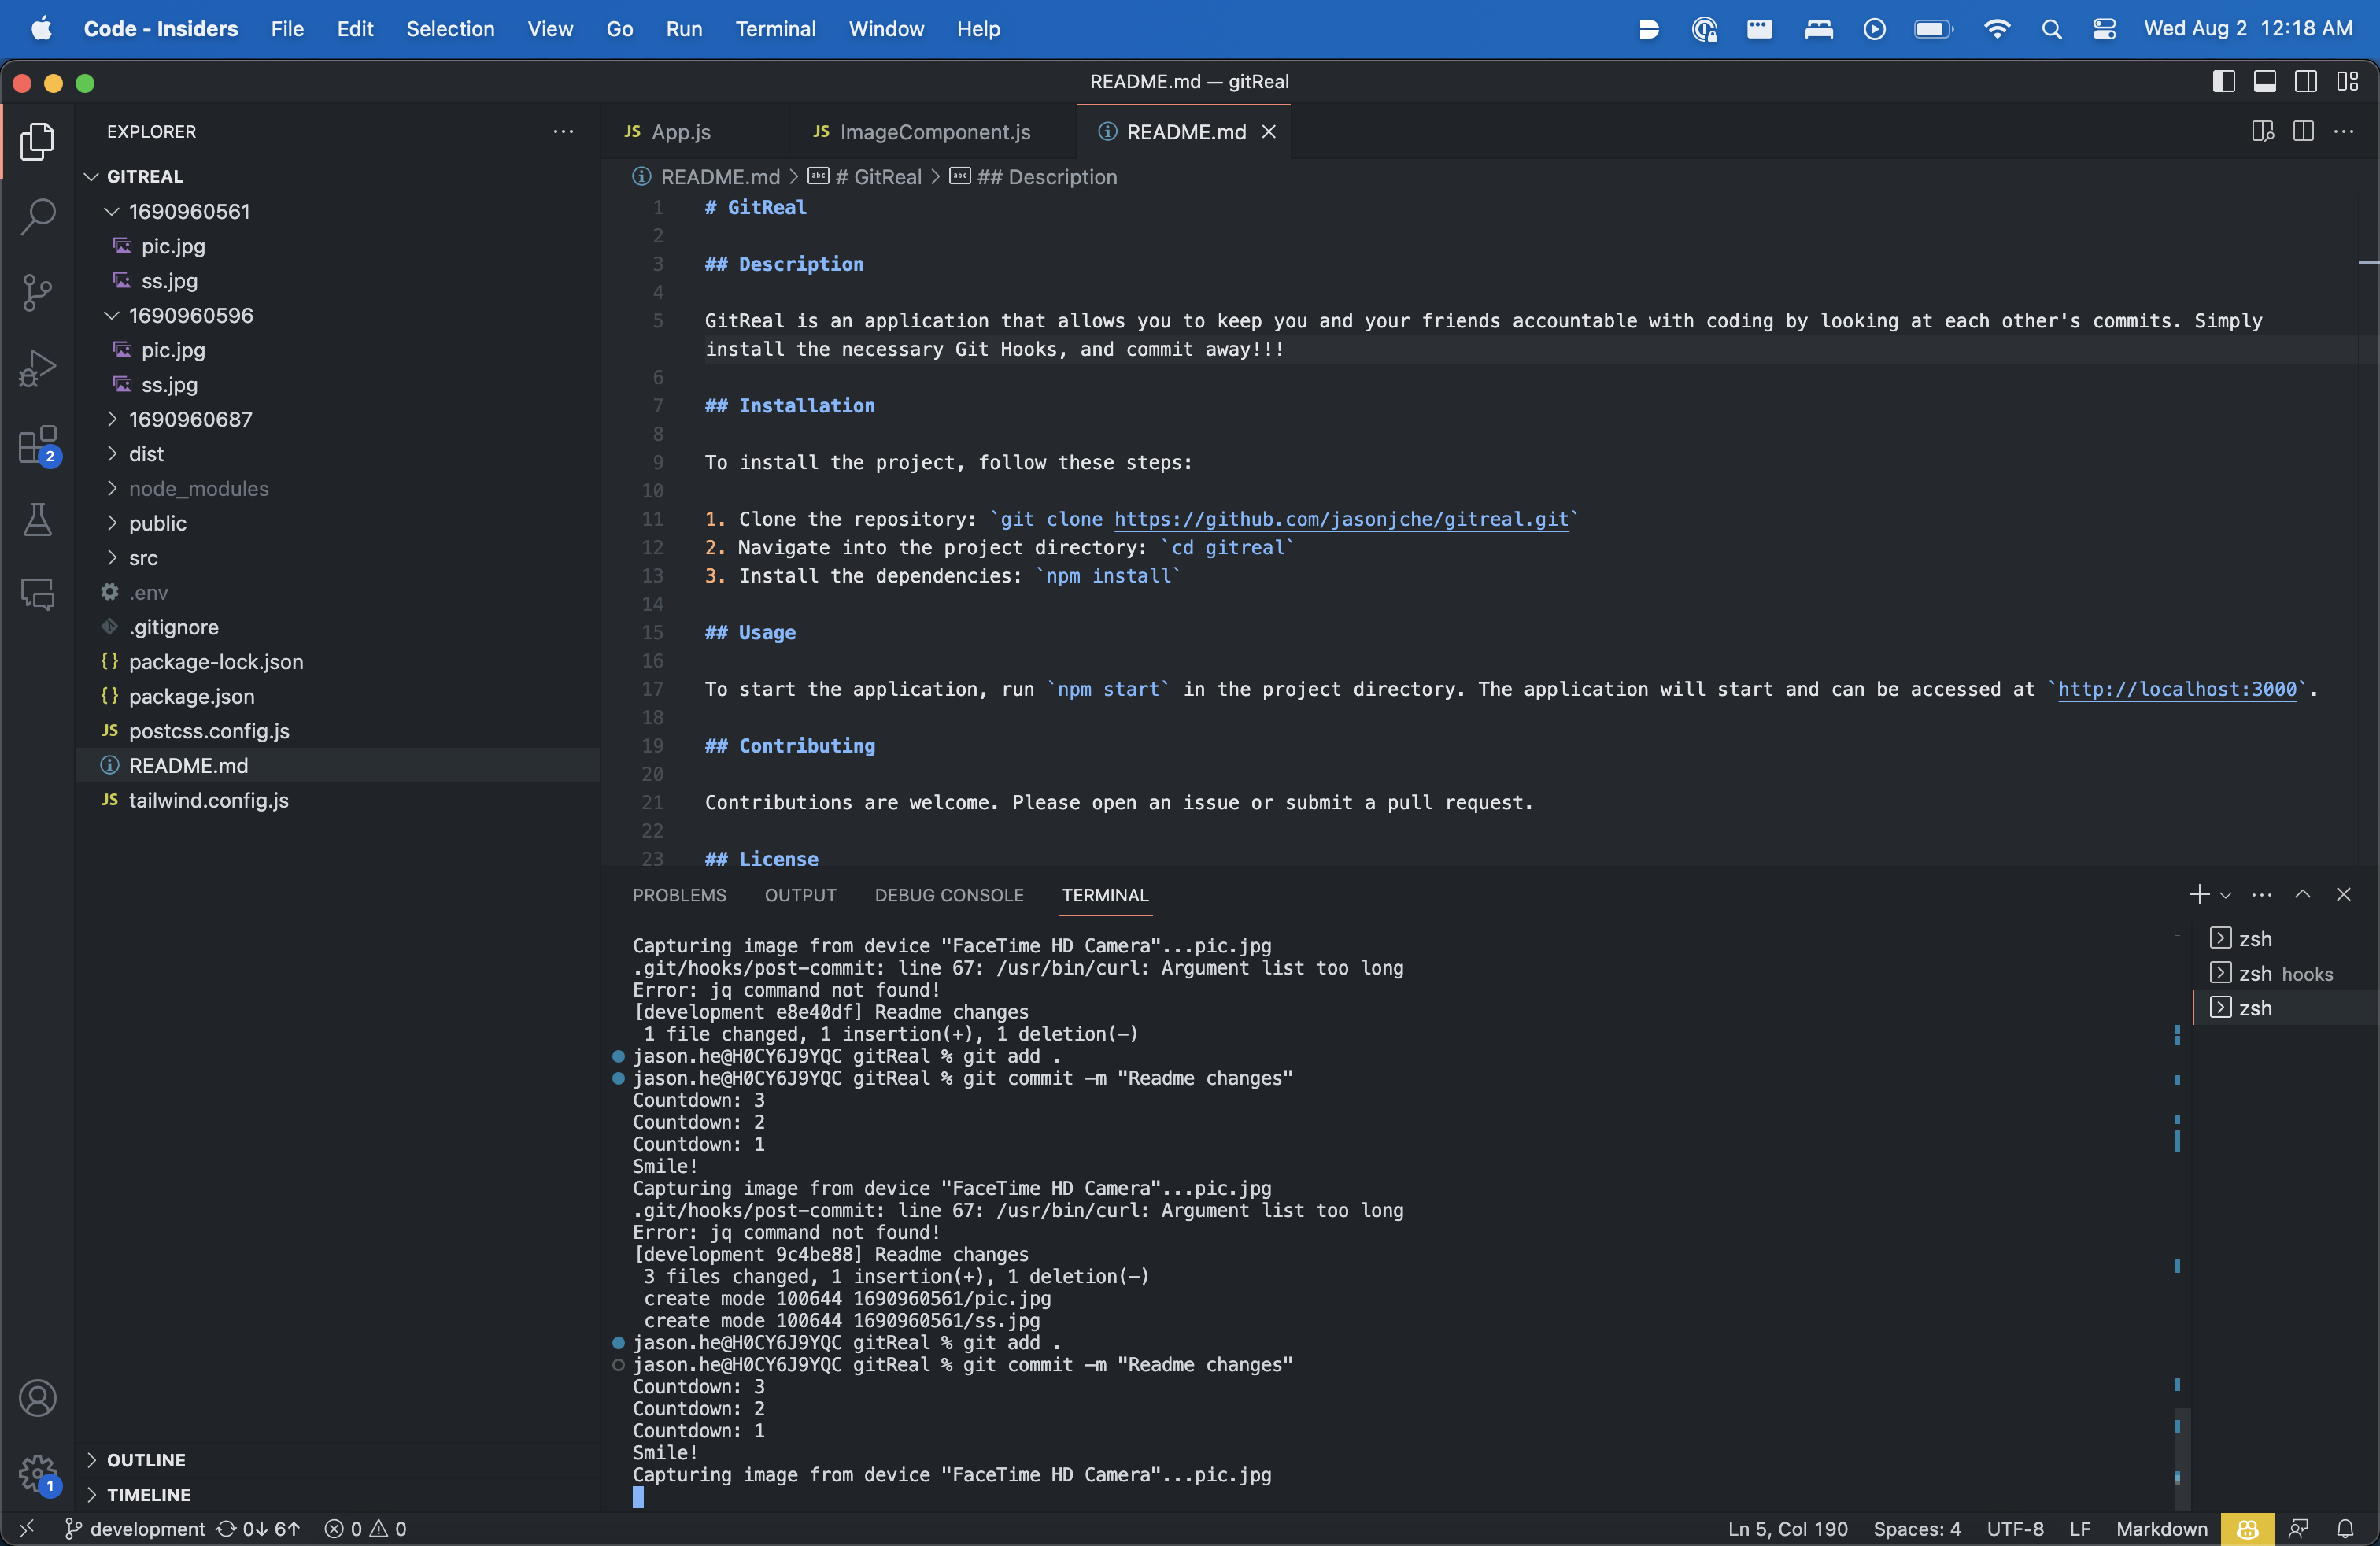 Code - Insiders File Edit Selection View Go Run Terminal Window Help Wed Aug 2 12:18 AM
README.md — gitReal
EXPLORER
GITREAL
1690960561
pic.jpg
ss.jpg
1690960596
pic.jpg
ss.jpg
1690960687
dist
node_modules
public
src
.env
.gitignore
{} package-lock.json
{} package.json
JS postcss.config.js
README.md
JS tailwind.config.js
OUTLINE
TIMELINE
2
1
JS App.js JS ImageComponent.js README.md
README.md > abc # GitReal > abc ## Description
1 # GitReal
2
3 ## Description
4
5 GitReal is an application that allows you to keep you and your friends accountable with coding by looking at each other's commits. Simply
install the necessary Git Hooks, and commit away!!!
6
7 ## Installation
8
9 To install the project, follow these steps:
10
11 1. Clone the repository: `git clone https://github.com/jasonjche/gitreal.git`
12 2. Navigate into the project directory: `cd gitreal`
13 3. Install the dependencies: `npm install`
14
15 ## Usage
16
17 To start the application, run `npm start` in the project directory. The application will start and can be accessed at `http://localhost:3000`.
18
19 ## Contributing
20
21 Contributions are welcome. Please open an issue or submit a pull request.
22
23 ## License
PROBLEMS OUTPUT DEBUG CONSOLE TERMINAL
Capturing image from device "FaceTime HD Camera"...pic.jpg
.git/hooks/post-commit: line 67: /usr/bin/curl: Argument list too long
Error: jq command not found!
[development e8e40df] Readme changes
1 file changed, 1 insertion(+), 1 deletion(-)
jason.he@H0CY6J9YQC gitReal % git add .
jason.he@H0CY6J9YQC gitReal % git commit -m "Readme changes"
Countdown: 3
Countdown: 2
Countdown: 1
Smile!
Capturing image from device "FaceTime HD Camera"...pic.jpg
.git/hooks/post-commit: line 67: /usr/bin/curl: Argument list too long
Error: jq command not found!
[development 9c4be88] Readme changes
3 files changed, 1 insertion(+), 1 deletion(-)
create mode 100644 1690960561/pic.jpg
create mode 100644 1690960561/ss.jpg
jason.he@H0CY6J9YQC gitReal % git add .
jason.he@H0CY6J9YQC gitReal % git commit -m "Readme changes"
Countdown: 3
Countdown: 2
Countdown: 1
Smile!
Capturing image from device "FaceTime HD Camera"...pic.jpg
zsh
zsh hooks
zsh
development 0↓ 6↑ 0 0 Ln 5, Col 190 Spaces: 4 UTF-8 LF Markdown